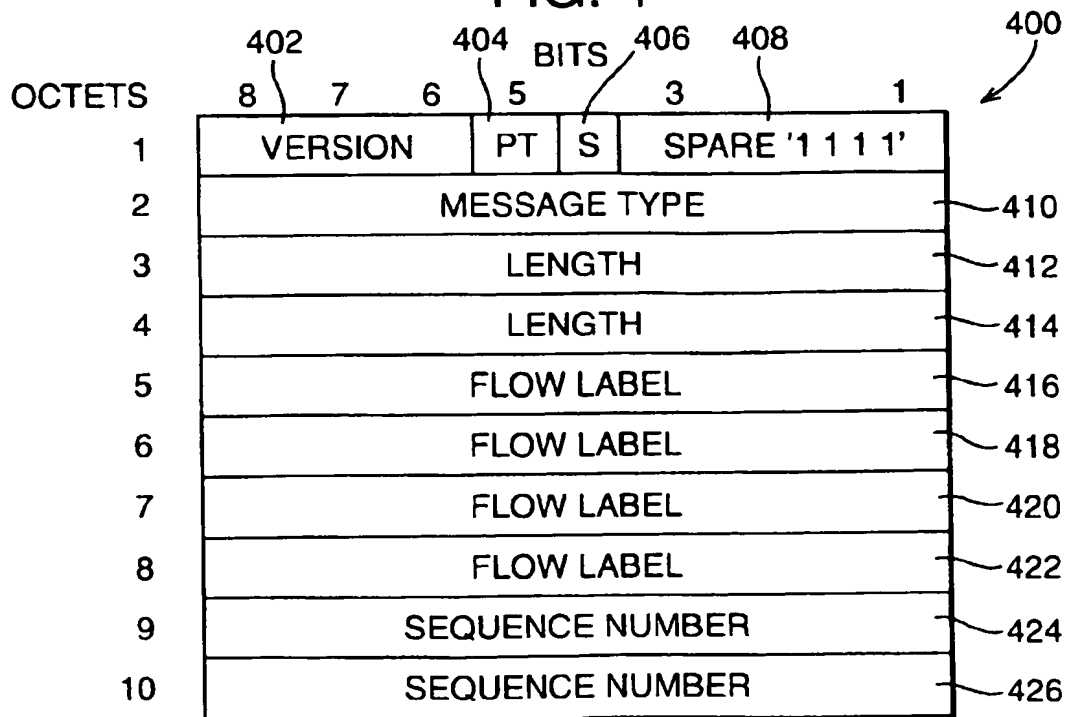 FIG. 4
402 404 BITS 406 408 400
OCTETS 8 7 6 5 3 1
1 VERSION PT S SPARE '1 1 1 1'
2 MESSAGE TYPE 410
3 LENGTH 412
4 LENGTH 414
5 FLOW LABEL 416
6 FLOW LABEL 418
7 FLOW LABEL 420
8 FLOW LABEL 422
9 SEQUENCE NUMBER 424
10 SEQUENCE NUMBER 426